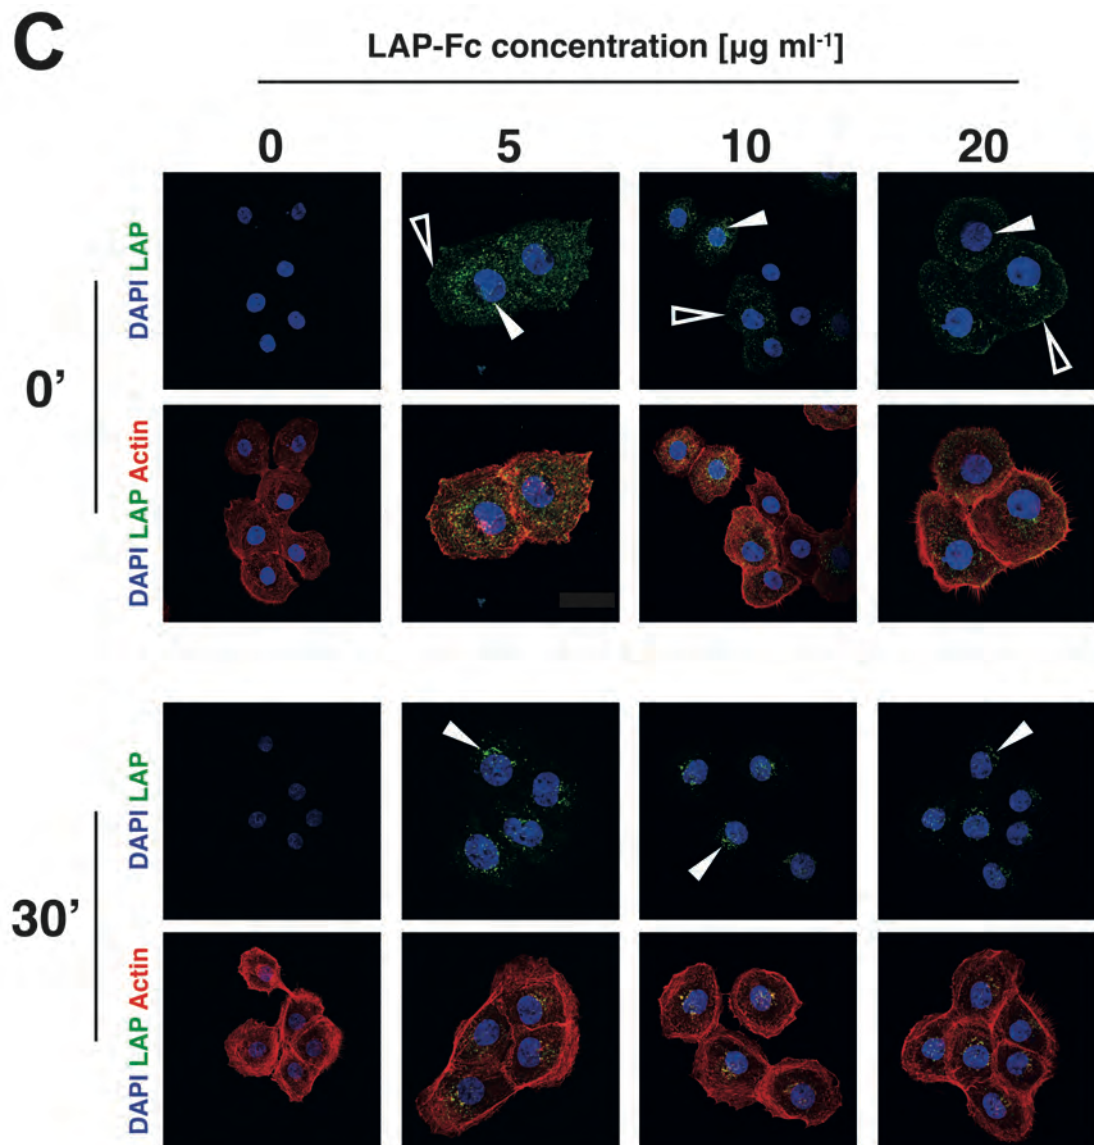 C
LAP-Fc concentration [µg ml⁻¹]
0 5 10 20
0'
DAPI LAP
DAPI LAP Actin
30'
DAPI LAP
DAPI LAP Actin